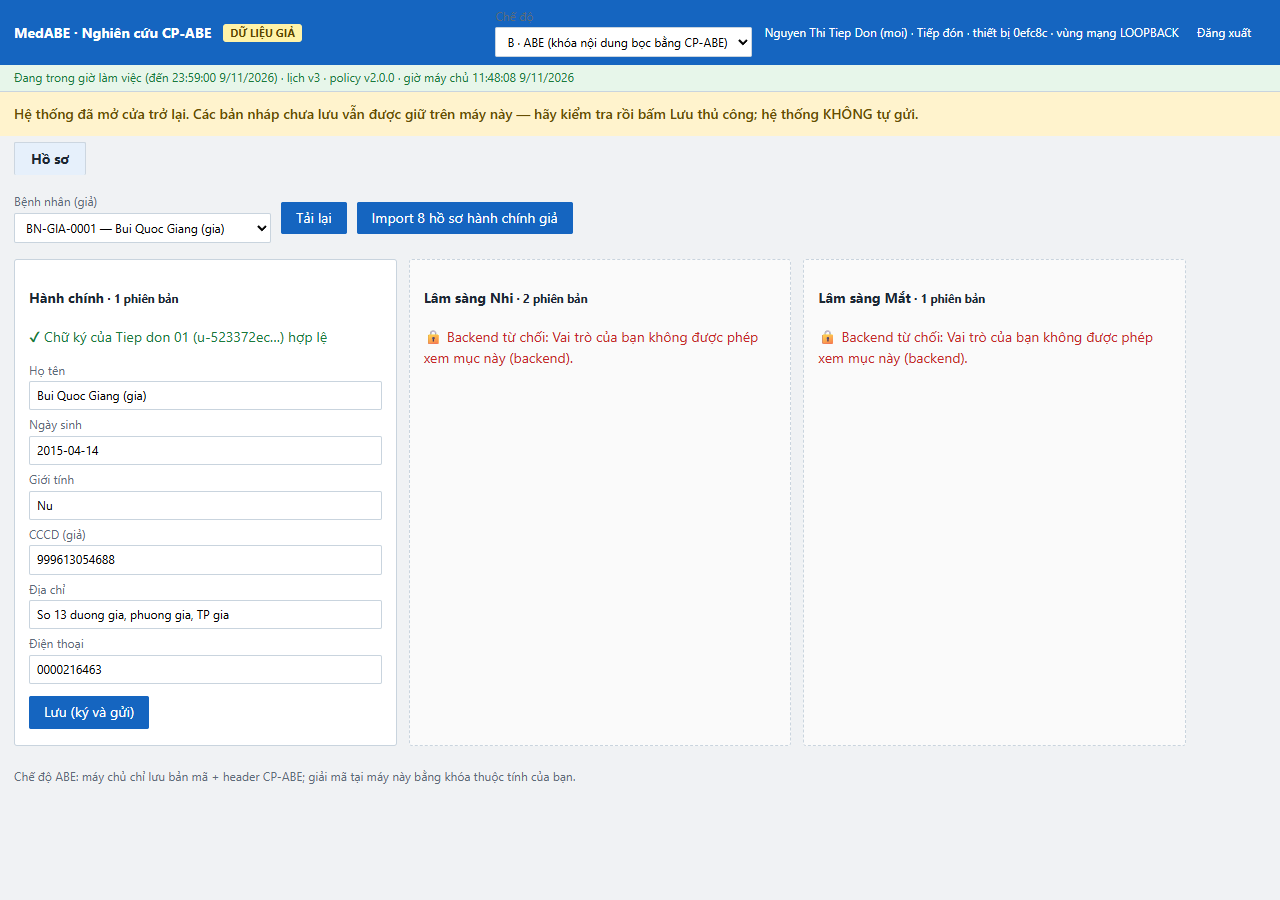 MedABE · Nghiên cứu CP-ABE
DỮ LIỆU GIẢ
Chế độ
B · ABE (khóa nội dung bọc bằng CP-ABE)
Nguyen Thi Tiep Don (moi) · Tiếp đón · thiết bị 0efc8c · vùng mạng LOOPBACK
Đăng xuất
Đang trong giờ làm việc (đến 23:59:00 9/11/2026) · lịch v3 · policy v2.0.0 · giờ máy chủ 11:48:08 9/11/2026
Hệ thống đã mở cửa trở lại. Các bản nháp chưa lưu vẫn được giữ trên máy này — hãy kiểm tra rồi bấm Lưu thủ công; hệ thống KHÔNG tự gửi.
Hồ sơ
Bệnh nhân (giả)
BN-GIA-0001 — Bui Quoc Giang (gia)
Tải lại
Import 8 hồ sơ hành chính giả
Hành chính · 1 phiên bản
✓ Chữ ký của Tiep don 01 (u-523372ec...) hợp lệ
Họ tên
Bui Quoc Giang (gia)
Ngày sinh
2015-04-14
Giới tính
Nu
CCCD (giả)
999613054688
Địa chỉ
So 13 duong gia, phuong gia, TP gia
Điện thoại
0000216463
Lưu (ký và gửi)
Lâm sàng Nhi · 2 phiên bản
🔒 Backend từ chối: Vai trò của bạn không được phép
xem mục này (backend).
Lâm sàng Mắt · 1 phiên bản
🔒 Backend từ chối: Vai trò của bạn không được phép
xem mục này (backend).
Chế độ ABE: máy chủ chỉ lưu bản mã + header CP-ABE; giải mã tại máy này bằng khóa thuộc tính của bạn.